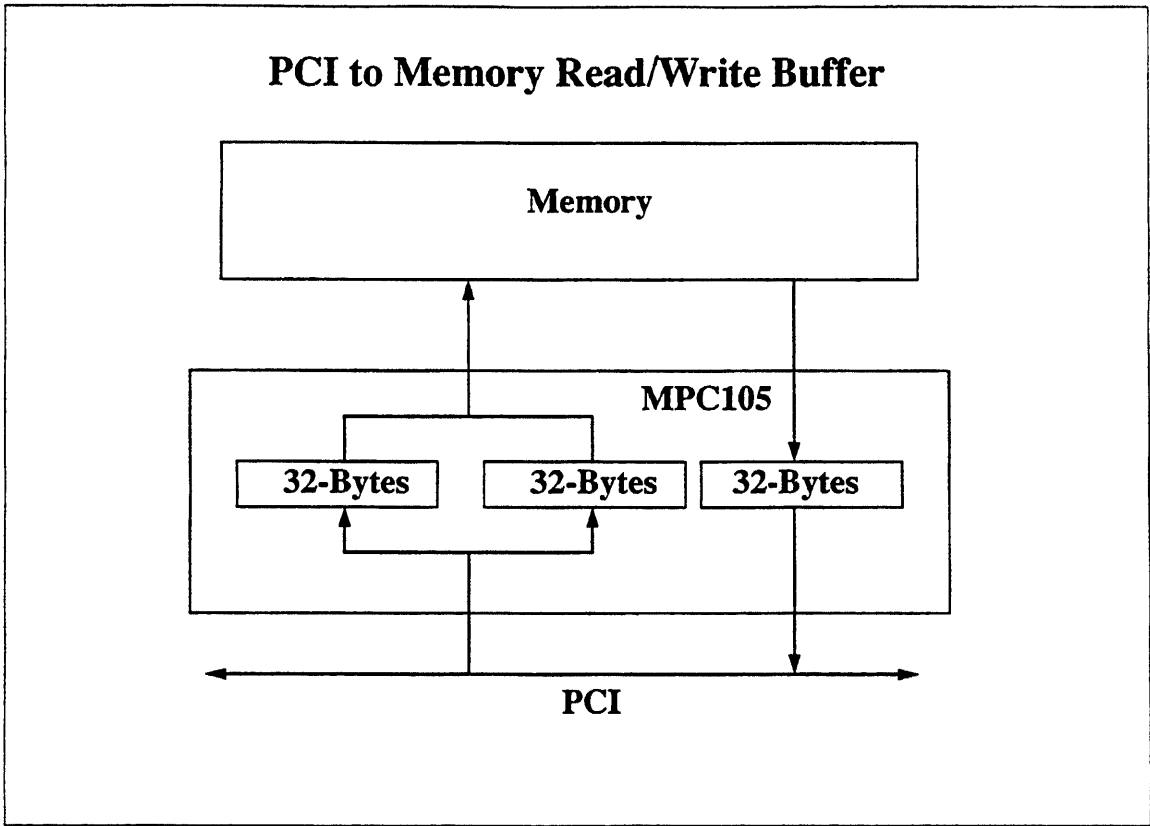 PCI to Memory Read/Write Buffer
Memory
MPC105
32-Bytes
32-Bytes
32-Bytes
PCI